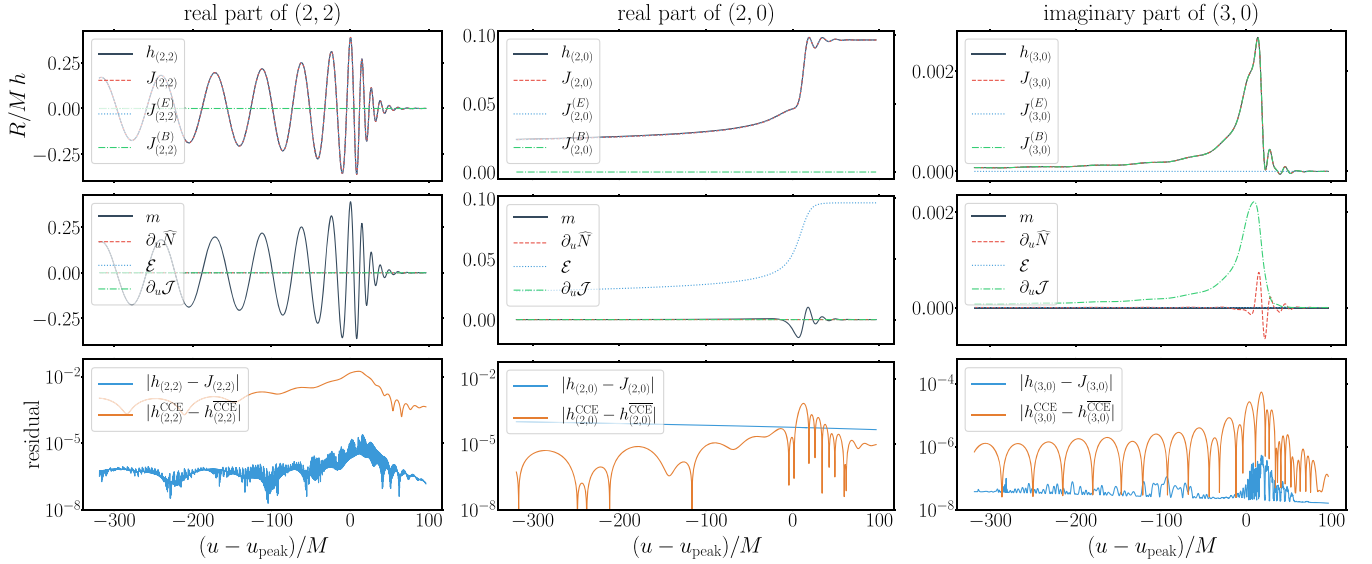 real part of (2, 2)
real part of (2, 0)
imaginary part of (3, 0)
R/M h
0.25
0.00
−0.25
h(2,2)
J(2,2)
J(E)(2,2)
J(B)(2,2)
0.10
0.05
0.00
h(2,0)
J(2,0)
J(E)(2,0)
J(B)(2,0)
0.002
0.000
h(3,0)
J(3,0)
J(E)(3,0)
J(B)(3,0)
0.25
0.00
−0.25
m
∂uN̂
ℰ
∂u𝒥
0.10
0.00
m
∂uN̂
ℰ
∂u𝒥
0.002
0.000
m
∂uN̂
ℰ
∂u𝒥
residual
10−2
10−5
10−8
|h(2,2) − J(2,2)|
|hCCE(2,2) − h\overline{CCE}(2,2)|
10−2
10−5
10−8
|h(2,0) − J(2,0)|
|hCCE(2,0) − h\overline{CCE}(2,0)|
10−4
10−6
10−8
|h(3,0) − J(3,0)|
|hCCE(3,0) − h\overline{CCE}(3,0)|
−300 −200 −100 0 100
−300 −200 −100 0 100
−300 −200 −100 0 100
(u − upeak)/M
(u − upeak)/M
(u − upeak)/M